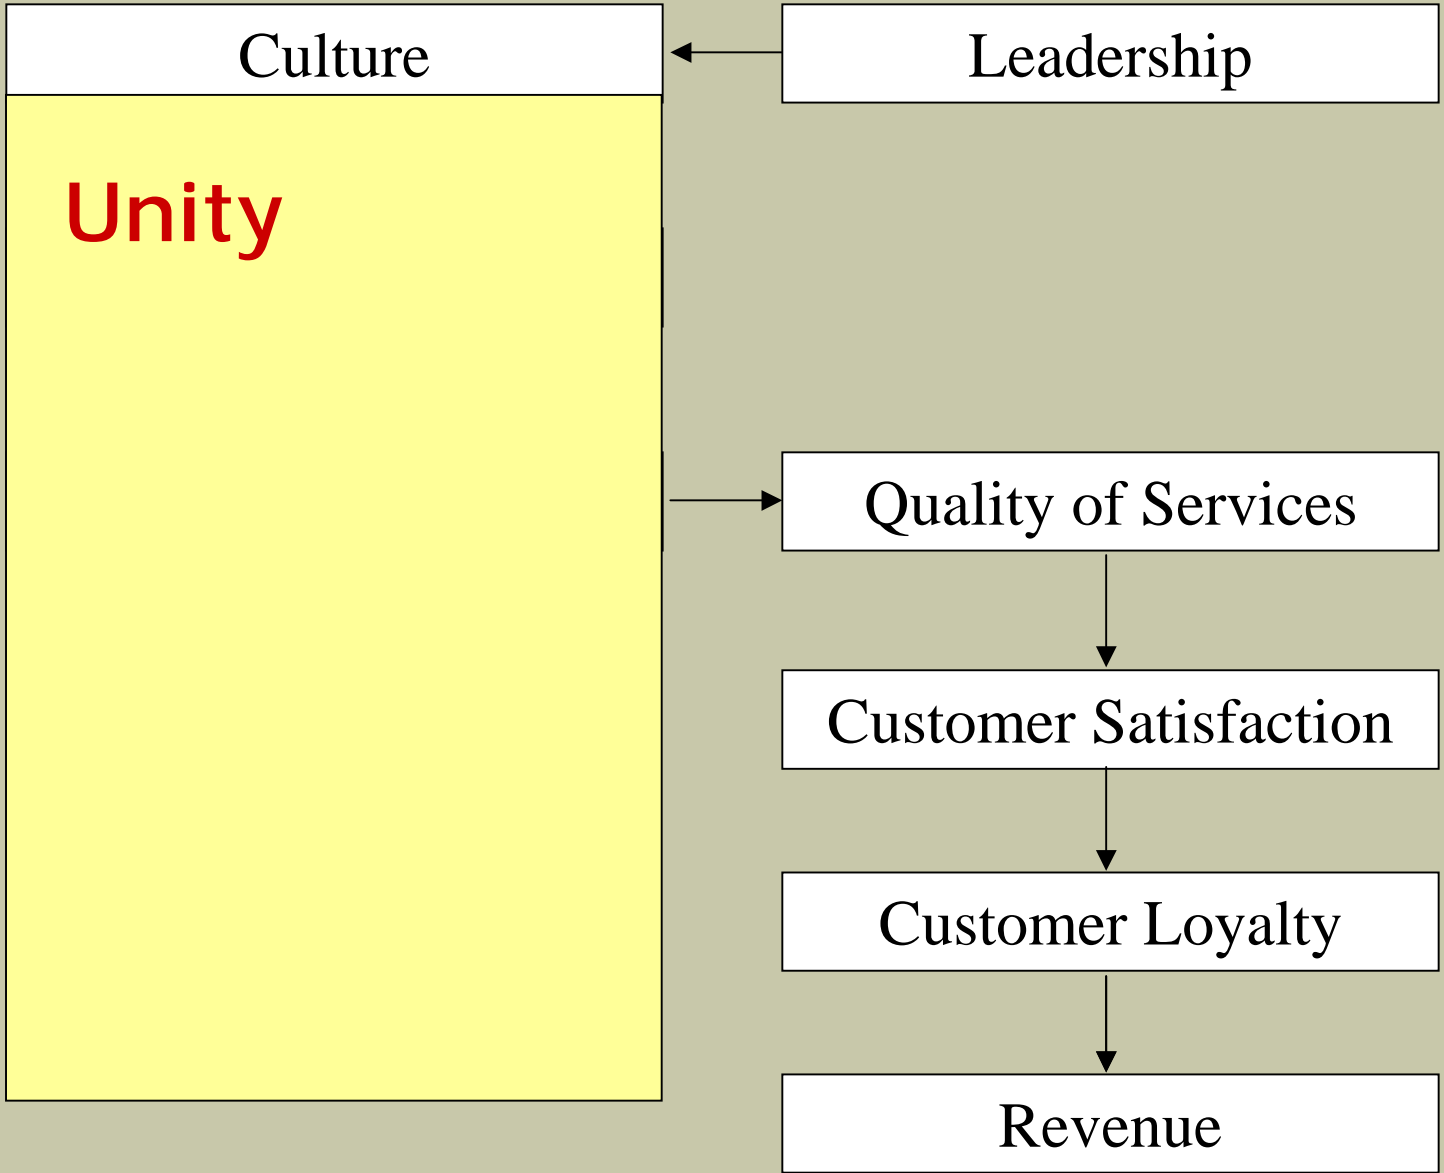 Culture
Leadership
Unity
Quality of Services
Customer Satisfaction
Customer Loyalty
Revenue